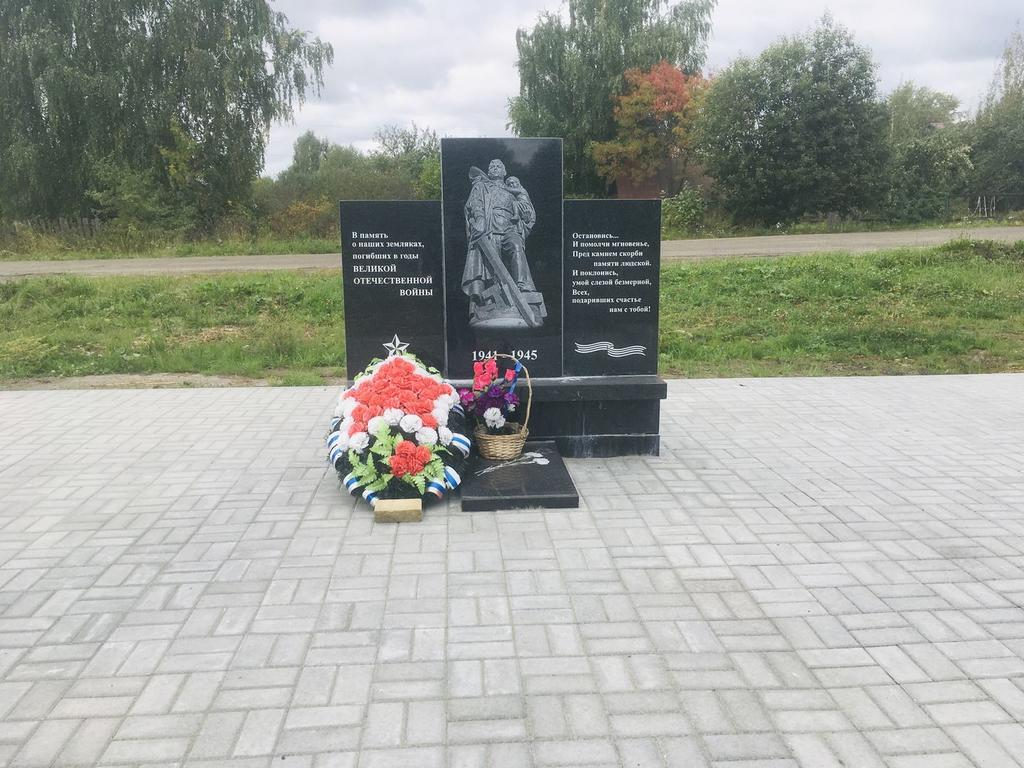 В память
о наших земляках,
погибших в годы
ВЕЛИКОЙ
ОТЕЧЕСТВЕННОЙ
ВОЙНЫ
1941 1945
Остановись...
И помолчи мгновенье,
Пред камнем скорби
памяти людской.
И поклонись,
умой слезой безмерной,
Всех,
подаривших счастье
нам с тобой!